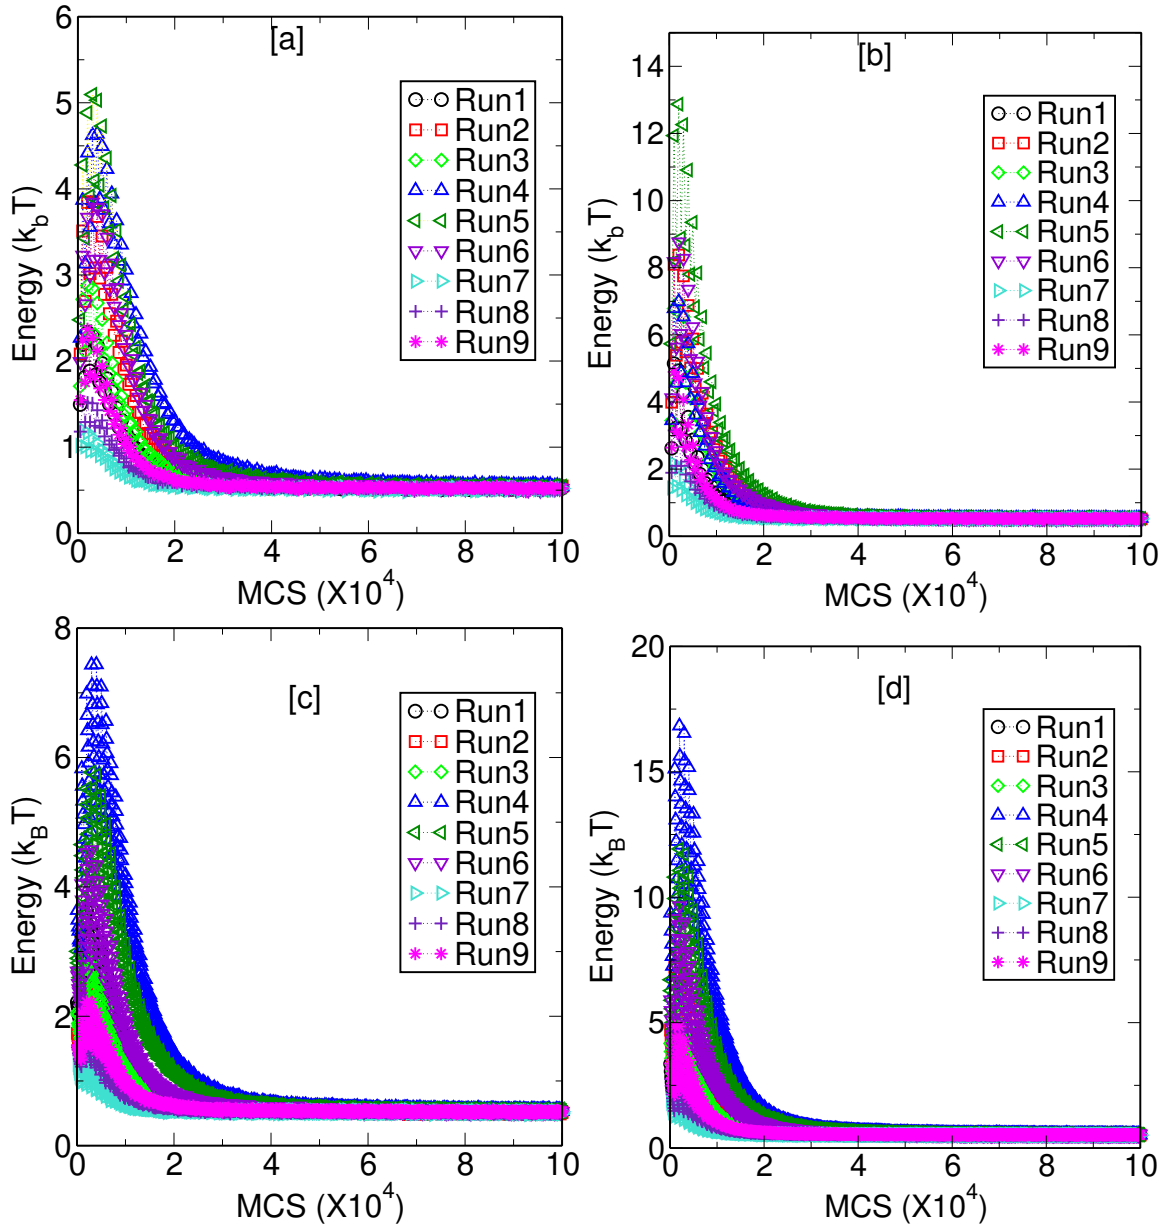 [a]
Energy (k_bT)
6
5
4
3
2
1
0
0 2 4 6 8 10
MCS (X10^4)
Run1
Run2
Run3
Run4
Run5
Run6
Run7
Run8
Run9
[b]
Energy (k_bT)
14
12
10
8
6
4
2
0
0 2 4 6 8 10
MCS (X10^4)
Run1
Run2
Run3
Run4
Run5
Run6
Run7
Run8
Run9
[c]
Energy (k_BT)
8
6
4
2
0
0 2 4 6 8 10
MCS (X10^4)
Run1
Run2
Run3
Run4
Run5
Run6
Run7
Run8
Run9
[d]
Energy (k_BT)
20
15
10
5
0
0 2 4 6 8 10
MCS (X10^4)
Run1
Run2
Run3
Run4
Run5
Run6
Run7
Run8
Run9